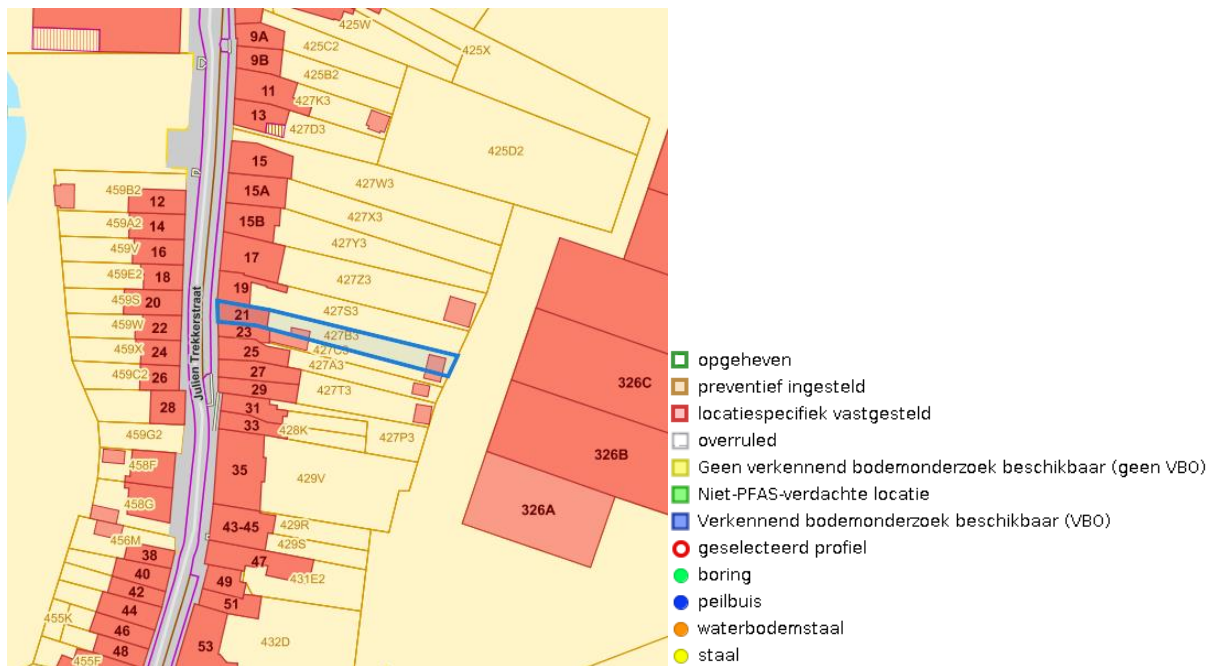 425W
9A
425X
425C2
9B
425B2
11
427K3
13
427D3
425D2
15
427W3
459B2
12
15A
427X3
459A2
14
15B
427Y3
459V
16
17
427Z3
459E2
18
19
459S
20
427S3
21
459W
22
23
427B3
427C3
459X
24
25
427A3
459C2
26
27
427T3
29
28
31
33
428K
427P3
459G2
Julien Trekkerstraat
326C
326B
326A
458F
35
429V
458G
43-45
429R
456M
429S
38
47
40
49
431E2
42
44
51
455K
46
53
432D
48
455F
opgeheven
preventief ingesteld
locatiespecifiek vastgesteld
overruled
Geen verkennend bodemonderzoek beschikbaar (geen VBO)
Niet-PFAS-verdachte locatie
Verkennend bodemonderzoek beschikbaar (VBO)
geselecteerd profiel
boring
peilbuis
waterbodemstaal
staal